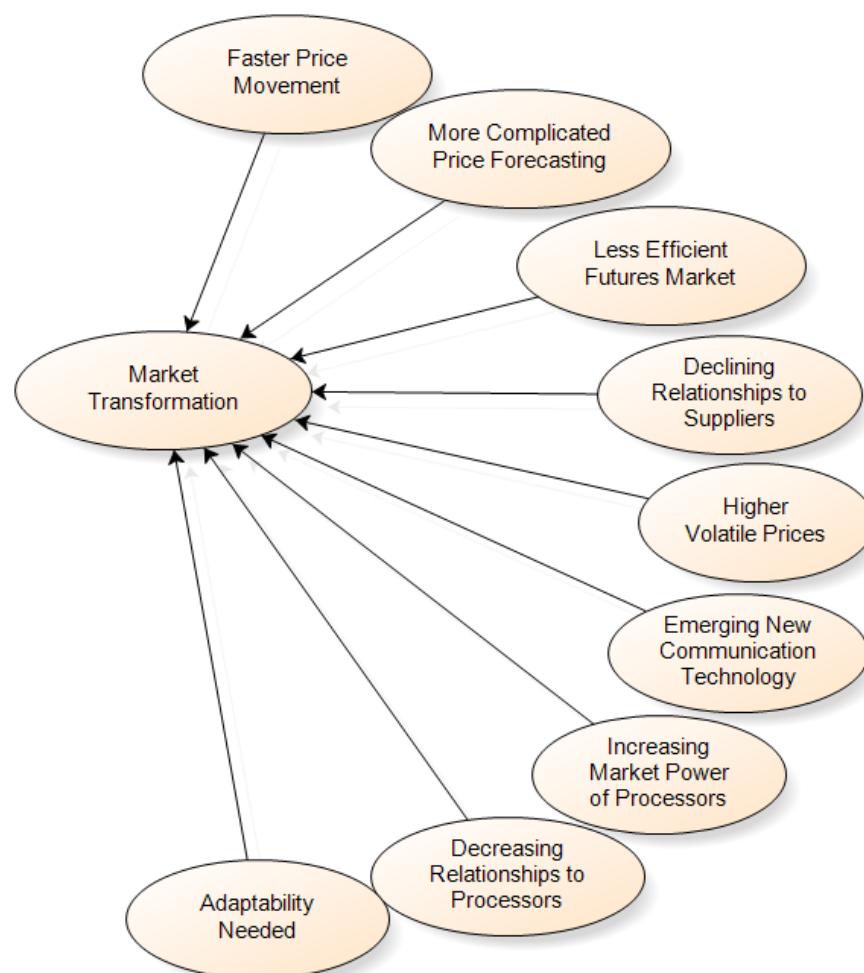 Faster Price
Movement
More Complicated
Price Forecasting
Less Efficient
Futures Market
Market
Transformation
Declining
Relationships to
Suppliers
Higher
Volatile Prices
Emerging New
Communication
Technology
Increasing
Market Power
of Processors
Decreasing
Relationships to
Processors
Adaptability
Needed